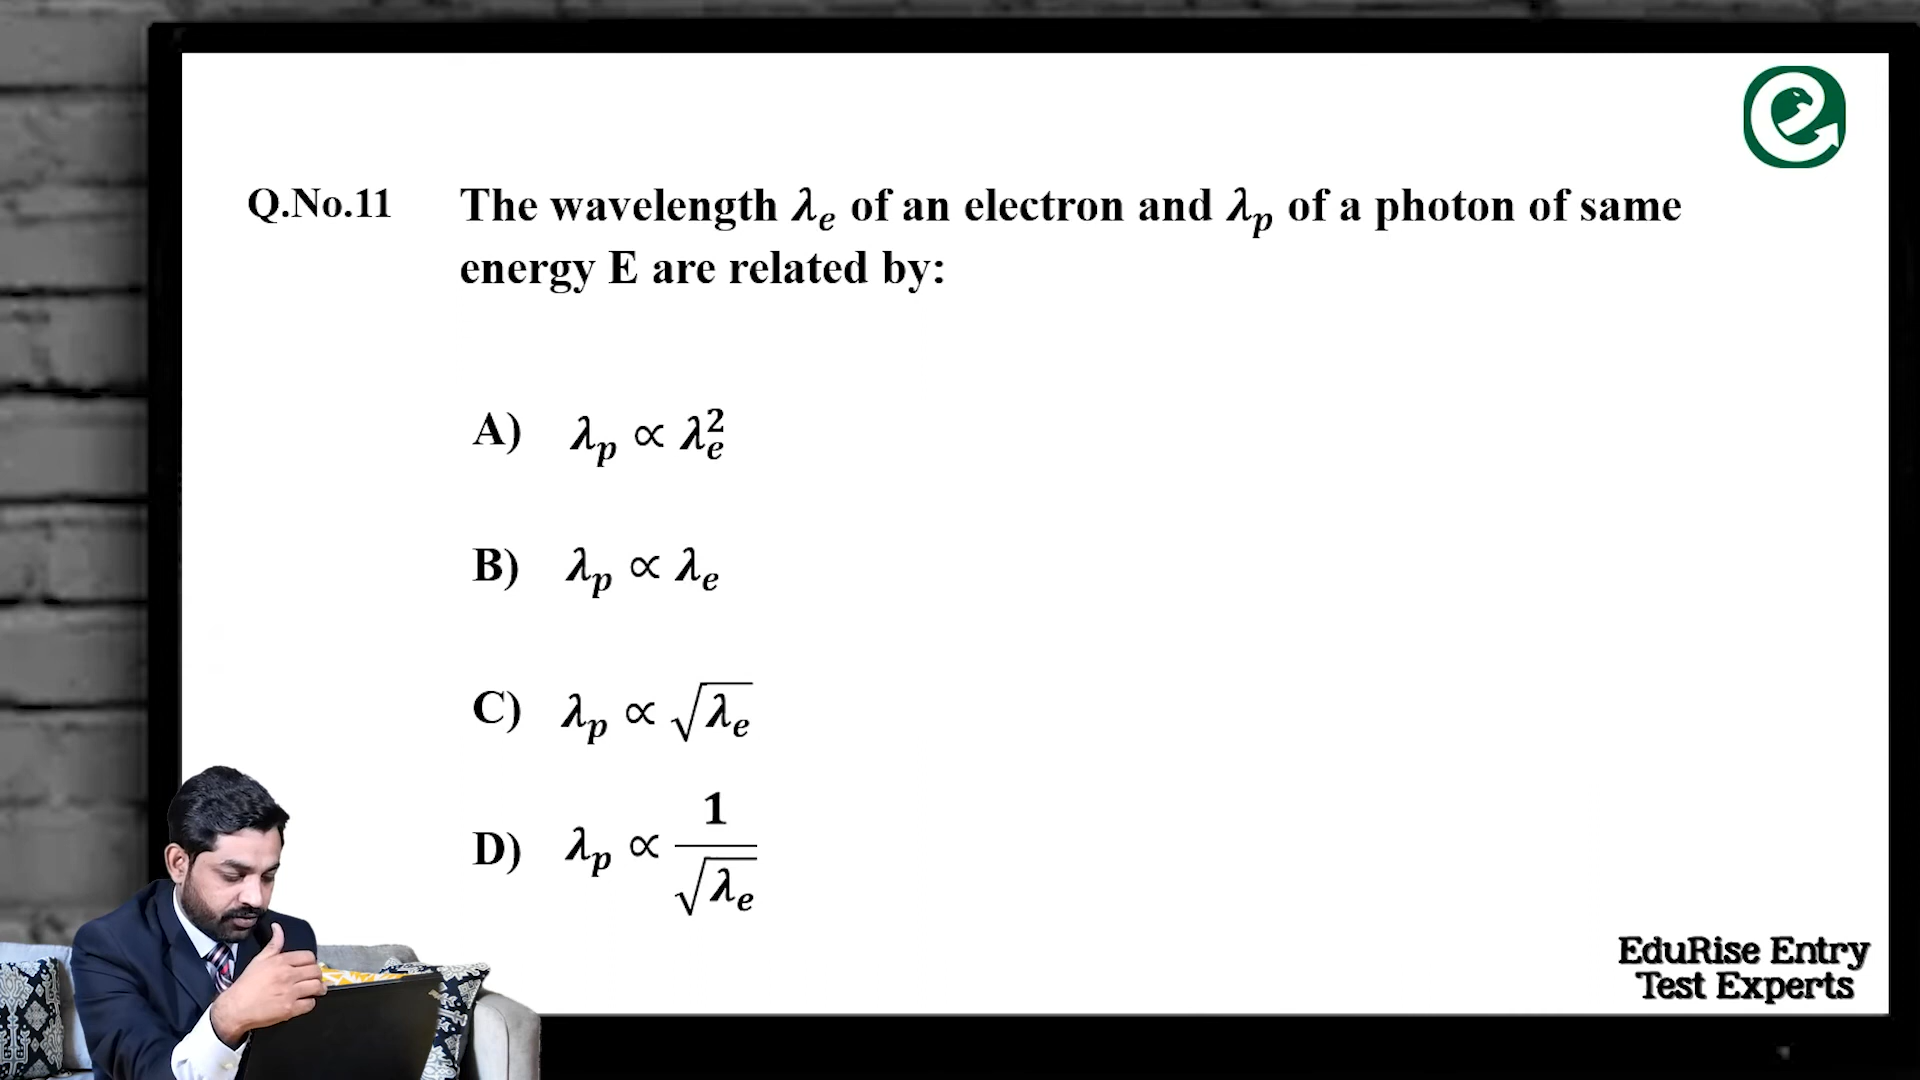 Q.No.11 The wavelength λₑ of an electron and λₚ of a photon of same
energy E are related by:
A) λₚ ∝ λₑ²
B) λₚ ∝ λₑ
C) λₚ ∝ √λₑ
D) λₚ ∝ 1/√λₑ
EduRise Entry
Test Experts